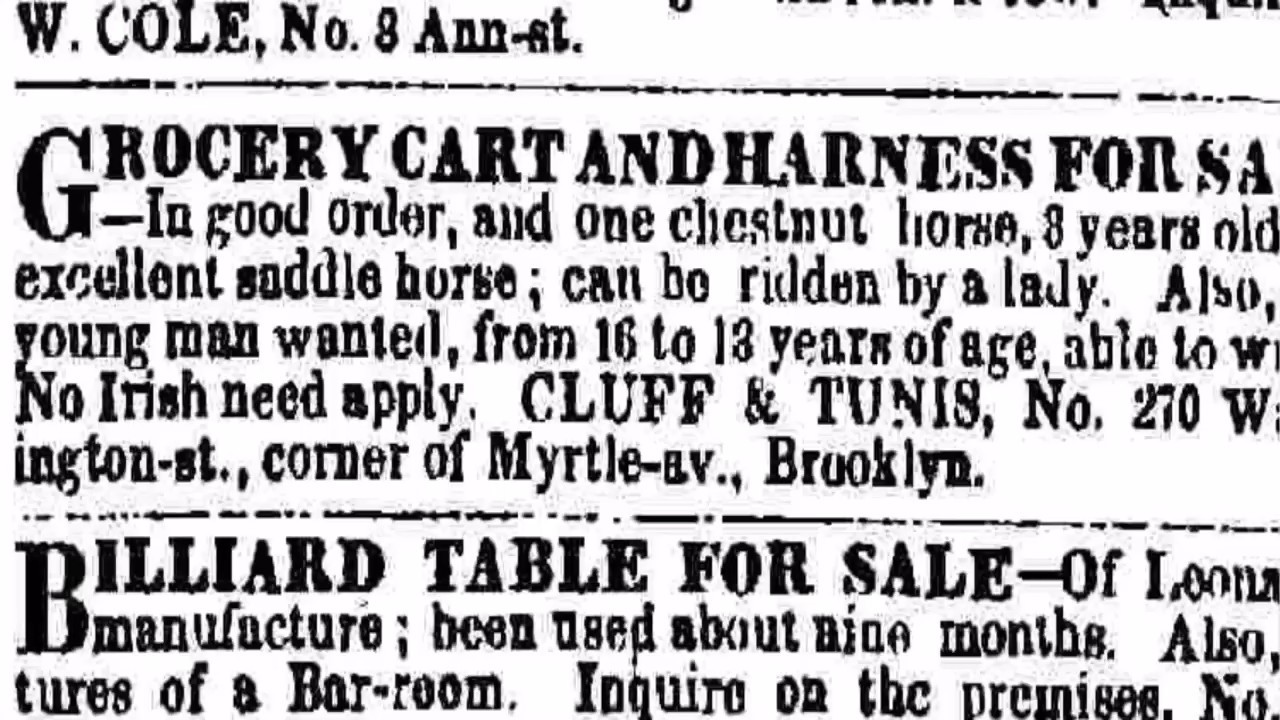 W. COLE, No. 8 Ann-st.
GROCERY CART AND HARNESS FOR SA
—In good order, and one chestnut horse, 8 years old
excellent saddle horse; can be ridden by a lady. Also,
young man wanted, from 16 to 18 years of age, able to
No Irish need apply. CLUFF & TUNIS, No. 270
ington-st., corner of Myrtle-av., Brooklyn.
BILLIARD TABLE FOR SALE—Of
manufacture; been used about nine months. Also,
tures of a Bar-room. Inquire on the premises, No.